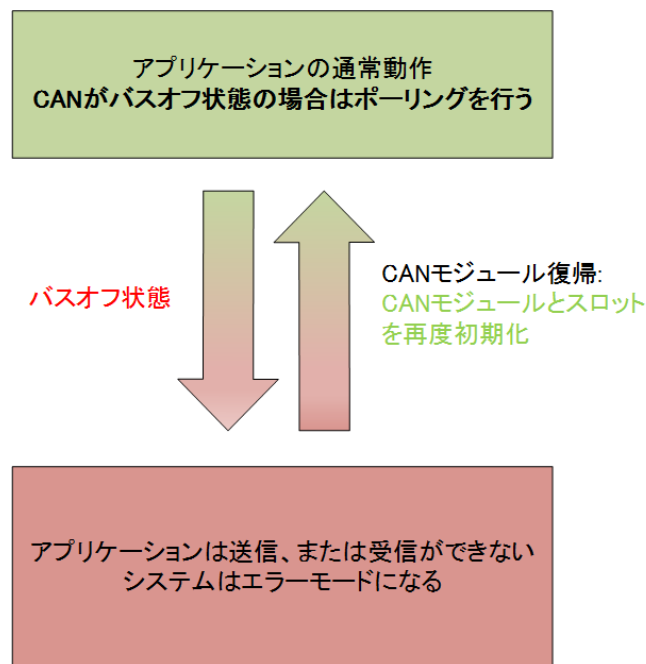 アプリケーションの通常動作
CANがバスオフ状態の場合はポーリングを行う
バスオフ状態
CANモジュール復帰:
CANモジュールとスロット
を再度初期化
アプリケーションは送信、または受信ができない
システムはエラーモードになる